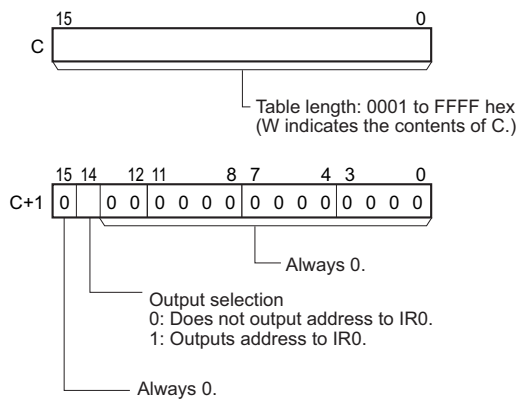 15 0
C
Table length: 0001 to FFFF hex
(W indicates the contents of C.)
15 14 12 11 8 7 4 3 0
C+1 0 0 0 0 0 0 0 0 0 0 0 0 0 0 0
Always 0.
Output selection
0: Does not output address to IR0.
1: Outputs address to IR0.
Always 0.